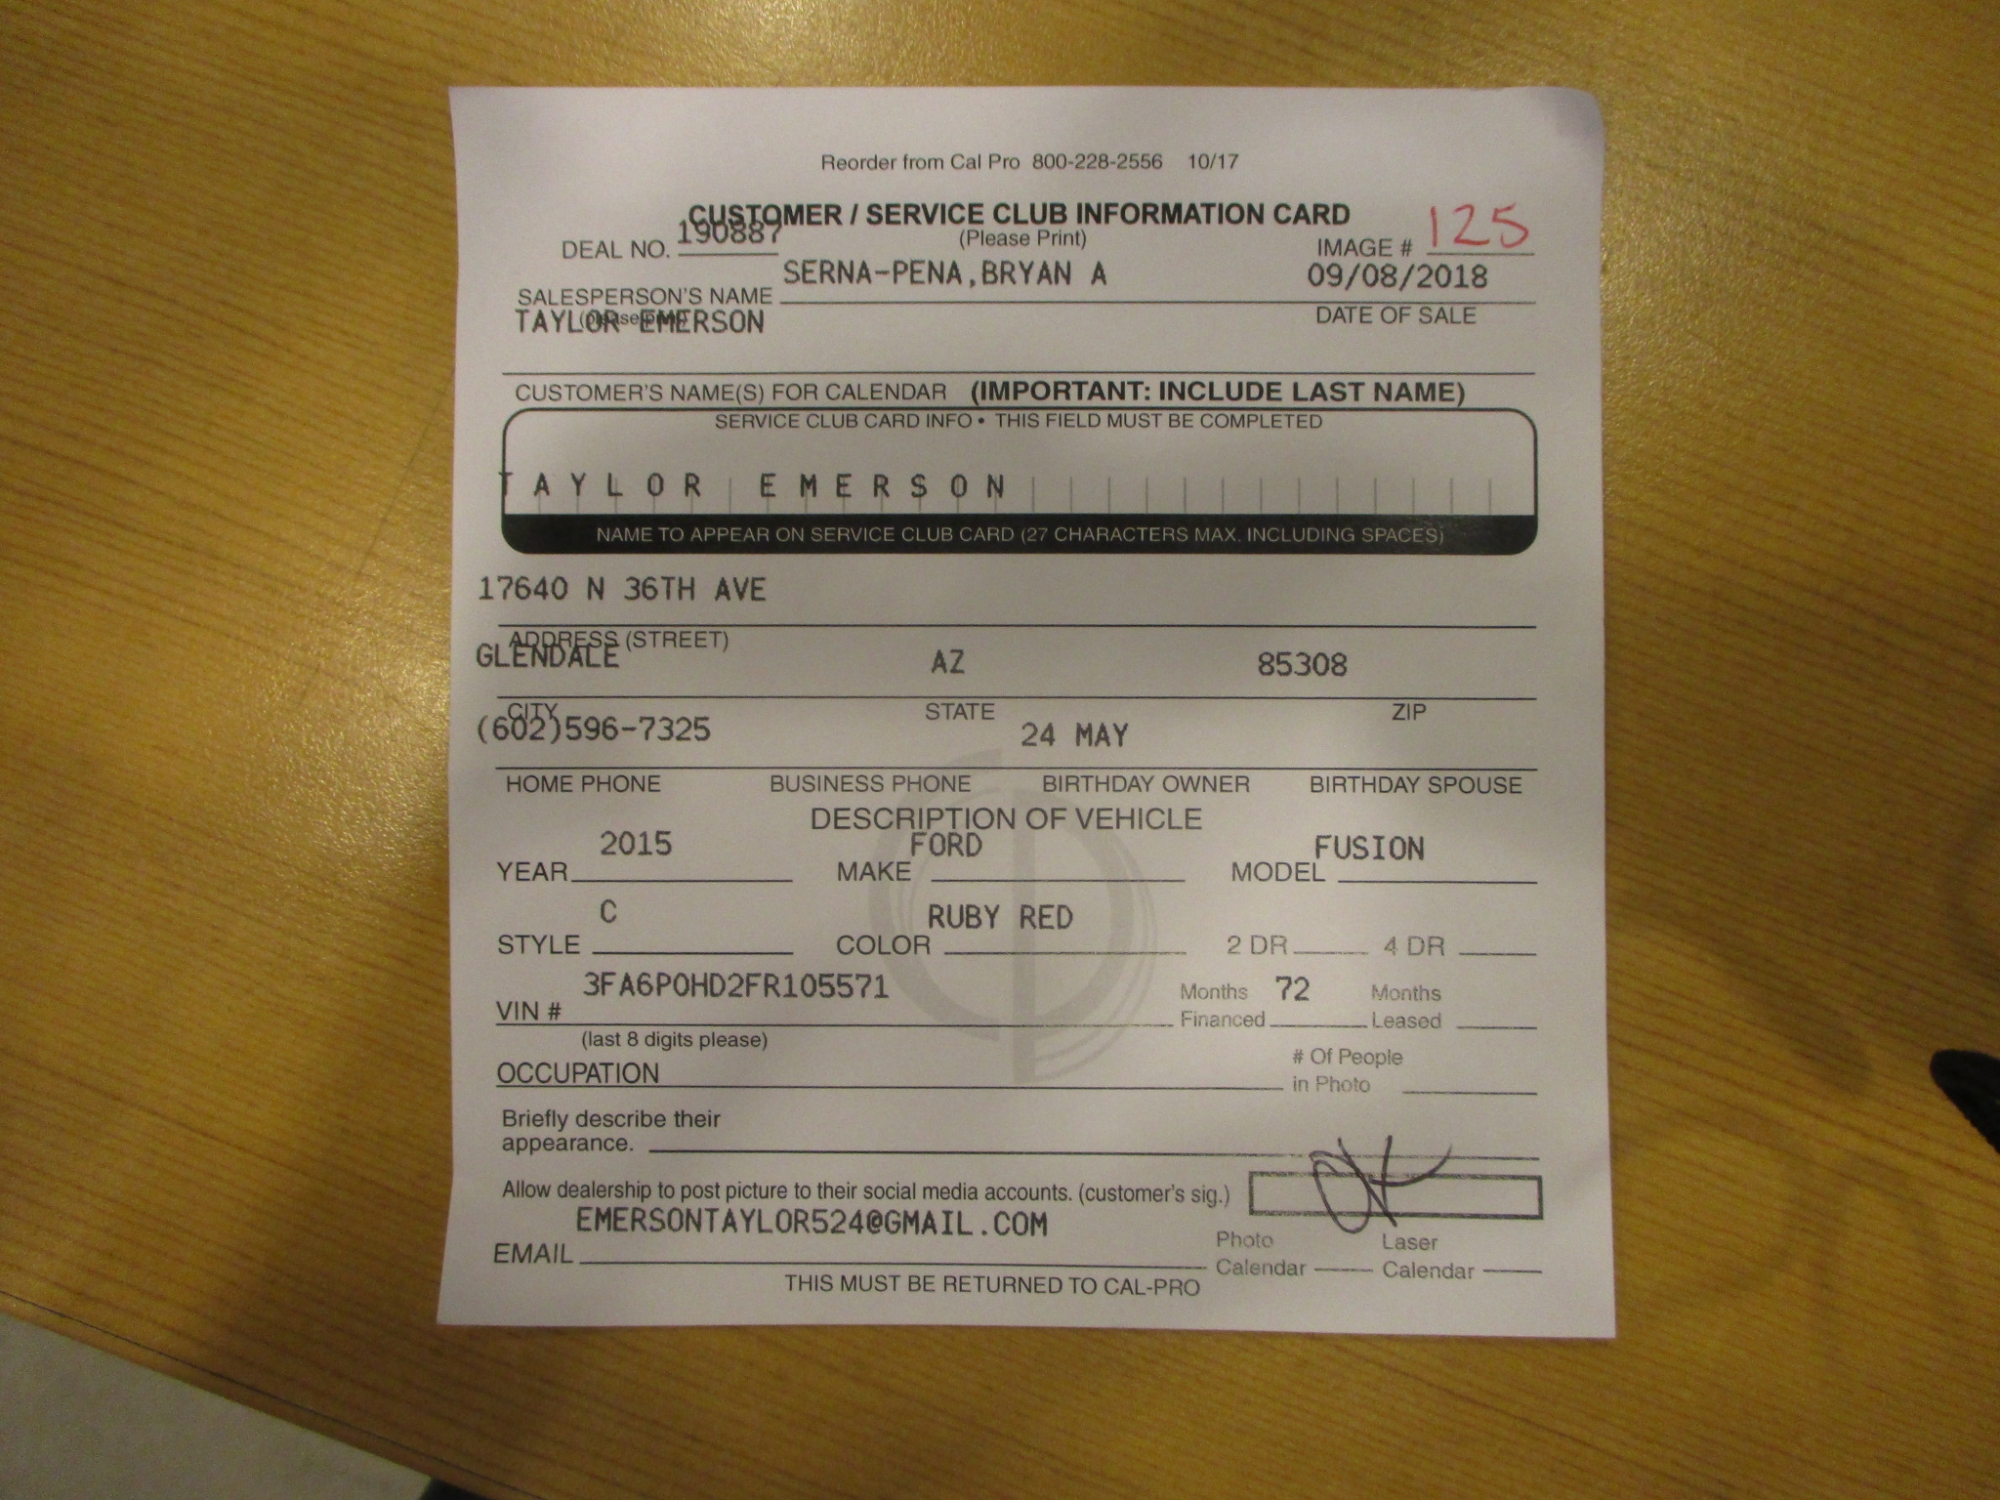 Reorder from Cal Pro 800-228-2556 10/17
CUSTOMER / SERVICE CLUB INFORMATION CARD
DEAL NO. 190887 (Please Print) IMAGE # 125
SERNA-PENA,BRYAN A 09/08/2018
SALESPERSON'S NAME DATE OF SALE
(please print)
TAYLOR EMERSON
CUSTOMER'S NAME(S) FOR CALENDAR (IMPORTANT: INCLUDE LAST NAME)
SERVICE CLUB CARD INFO • THIS FIELD MUST BE COMPLETED
TAYLOR EMERSON
NAME TO APPEAR ON SERVICE CLUB CARD (27 CHARACTERS MAX. INCLUDING SPACES)
17640 N 36TH AVE
ADDRESS (STREET)
GLENDALE AZ 85308
CITY STATE ZIP
(602)596-7325 24 MAY
HOME PHONE BUSINESS PHONE BIRTHDAY OWNER BIRTHDAY SPOUSE
DESCRIPTION OF VEHICLE
2015 FORD FUSION
YEAR MAKE MODEL
C RUBY RED
STYLE COLOR 2 DR 4 DR
3FA6P0HD2FR105571 Months 72 Months
VIN # Financed Leased
(last 8 digits please)
# Of People
OCCUPATION in Photo
Briefly describe their
appearance.
Allow dealership to post picture to their social media accounts. (customer's sig.)
EMERSONTAYLOR524@GMAIL.COM
Photo Laser
EMAIL Calendar Calendar
THIS MUST BE RETURNED TO CAL-PRO